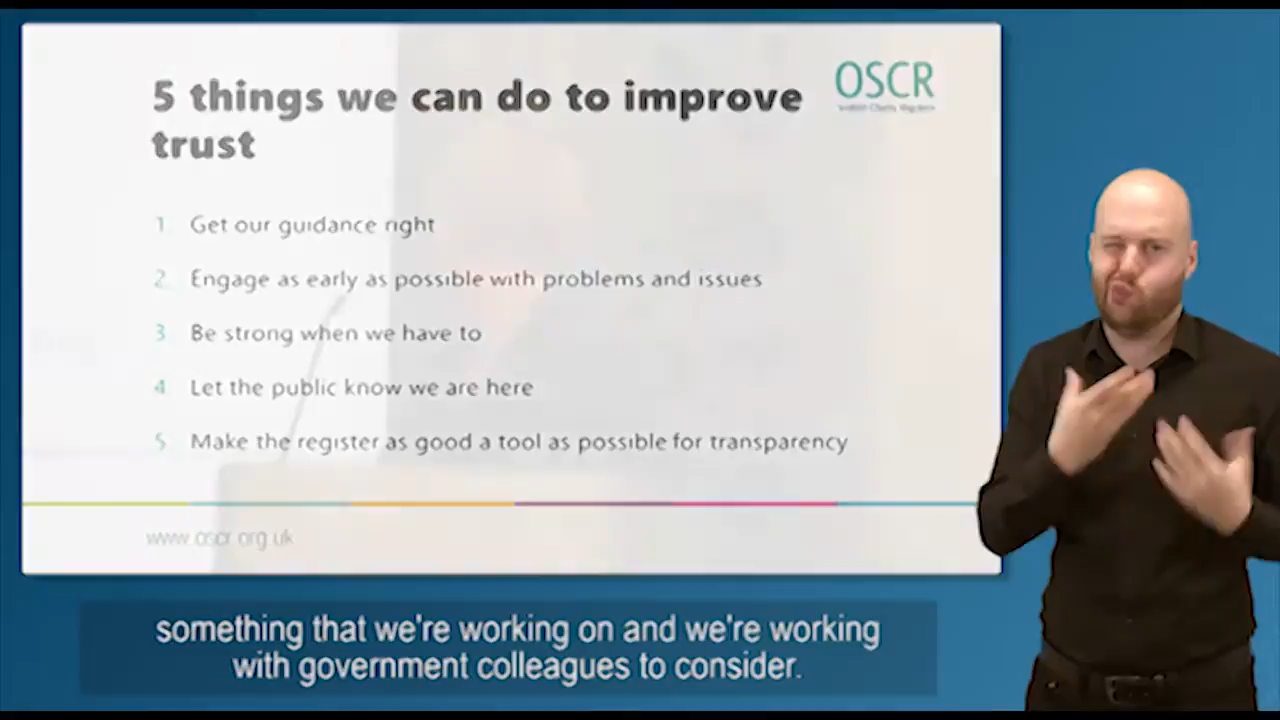 5 things we can do to improve
trust
OSCR
Scottish Charity Regulator
1. Get our guidance right
2. Engage as early as possible with problems and issues
3. Be strong when we have to
4. Let the public know we are here
5. Make the register as good a tool as possible for transparency
www.oscr.org.uk
something that we're working on and we're working
with government colleagues to consider.